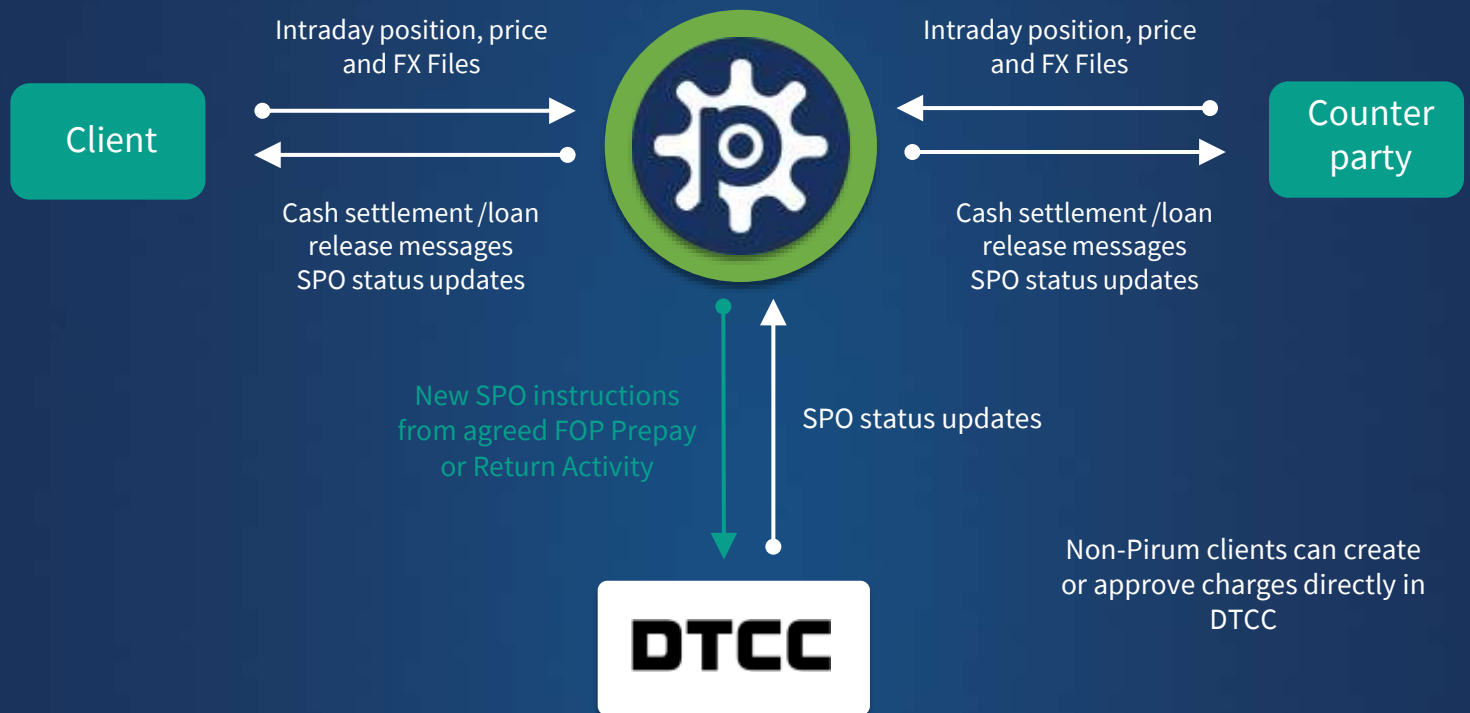 Intraday position, price
and FX Files
Client
Cash settlement /loan
release messages
SPO status updates
Intraday position, price
and FX Files
Counter
party
Cash settlement /loan
release messages
SPO status updates
New SPO instructions
from agreed FOP Prepay
or Return Activity
SPO status updates
Non-Pirum clients can create
or approve charges directly in
DTCC
DTCC